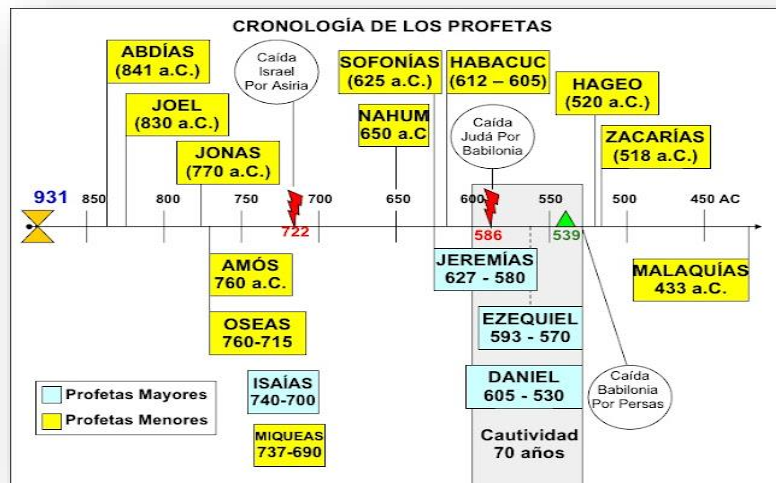 CRONOLOGÍA DE LOS PROFETAS
ABDÍAS
(841 a.C.)
Caída
Israel
Por Asiria
SOFONÍAS
(625 a.C.)
HABACUC
(612 – 605)
HAGEO
(520 a.C.)
JOEL
(830 a.C.)
NAHUM
650 a.C
Caída
Judá Por
Babilonia
ZACARÍAS
(518 a.C.)
JONAS
(770 a.C.)
931
850
800
750
700
650
600
550
500
450 AC
722
586
539
AMÓS
760 a.C.
JEREMÍAS
627 - 580
MALAQUÍAS
433 a.C.
OSEAS
760-715
EZEQUIEL
593 - 570
ISAÍAS
740-700
DANIEL
605 - 530
Caída
Babilonia
Por Persas
Profetas Mayores
Profetas Menores
MIQUEAS
737-690
Cautividad
70 años